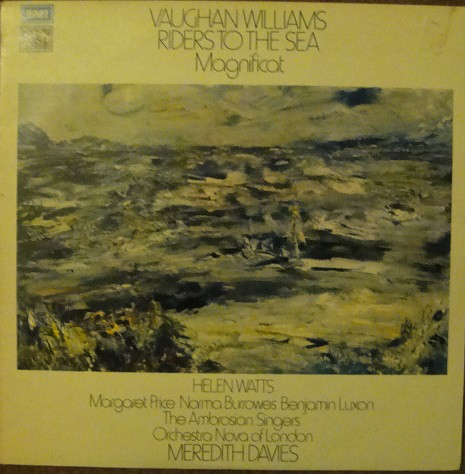 EMI
VAUGHAN WILLIAMS
RIDERS TO THE SEA
Magnificat
HELEN WATTS
Margaret Price Norma Burrowes Benjamin Luxon
The Ambrosian Singers
Orchestra Nova of London
MEREDITH DAVIES